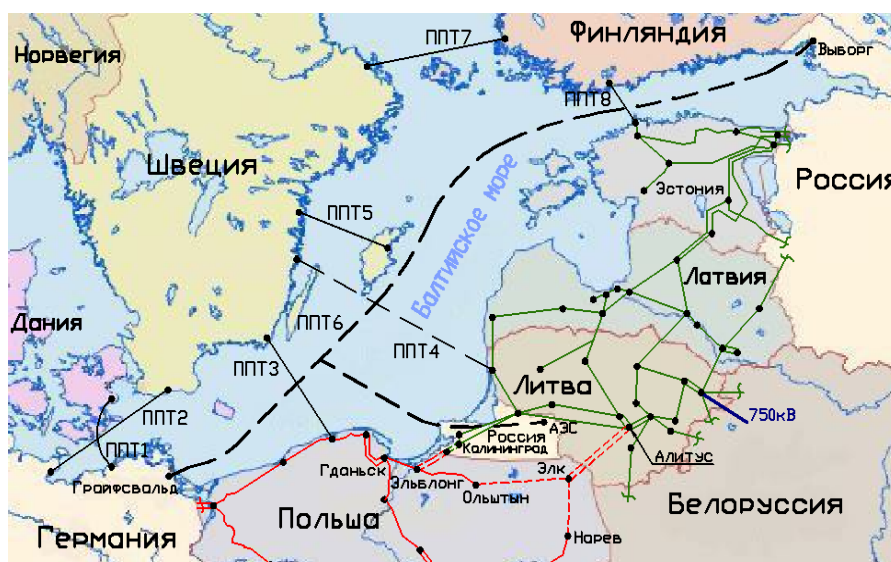 ППТ7
ФИНЛЯНДИЯ
Норвегия
Выборг
ППТ8
Швеция
Балтийское море
Эстония
Россия
ППТ5
Латвия
Дания
ППТ6
ППТ4
ППТ3
Литва
ППТ2
750кВ
ППТ1
АЭС
Россия
Калининград
Алитус
Гданьск
Элк
Грайфсвальд
Эльблонг
Ольштын
Белоруссия
Польша
Германия
Нарев